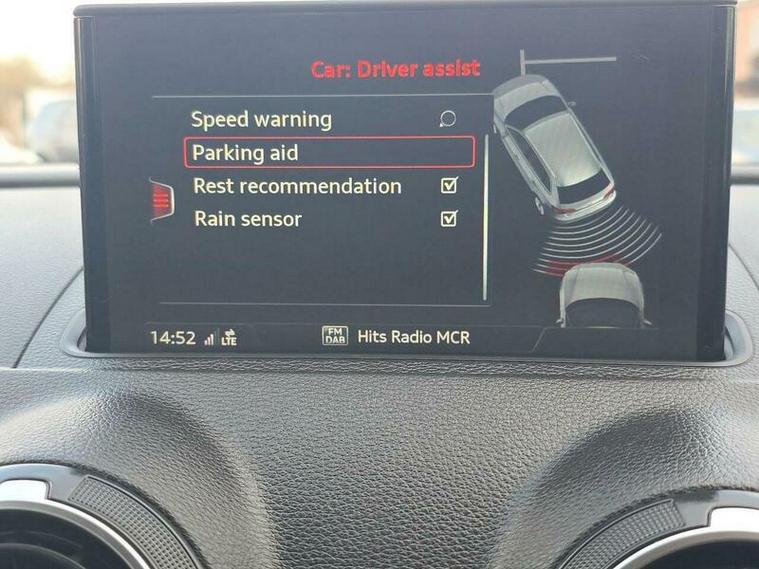 Car: Driver assist
Speed warning
Parking aid
Rest recommendation
Rain sensor
14:52 LTE FM DAB Hits Radio MCR